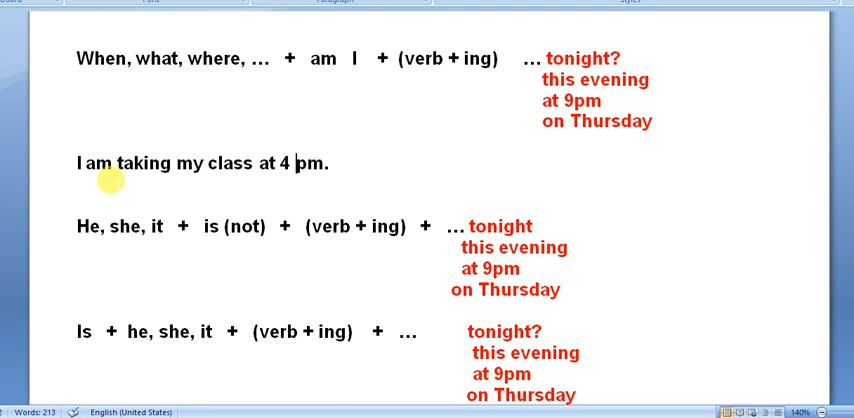 When, what, where, … + am I + (verb + ing) … tonight?
this evening
at 9pm
on Thursday
I am taking my class at 4 pm.
He, she, it + is (not) + (verb + ing) + … tonight
this evening
at 9pm
on Thursday
Is + he, she, it + (verb + ing) + … tonight?
this evening
at 9pm
on Thursday
Words: 213 English (United States) 140%